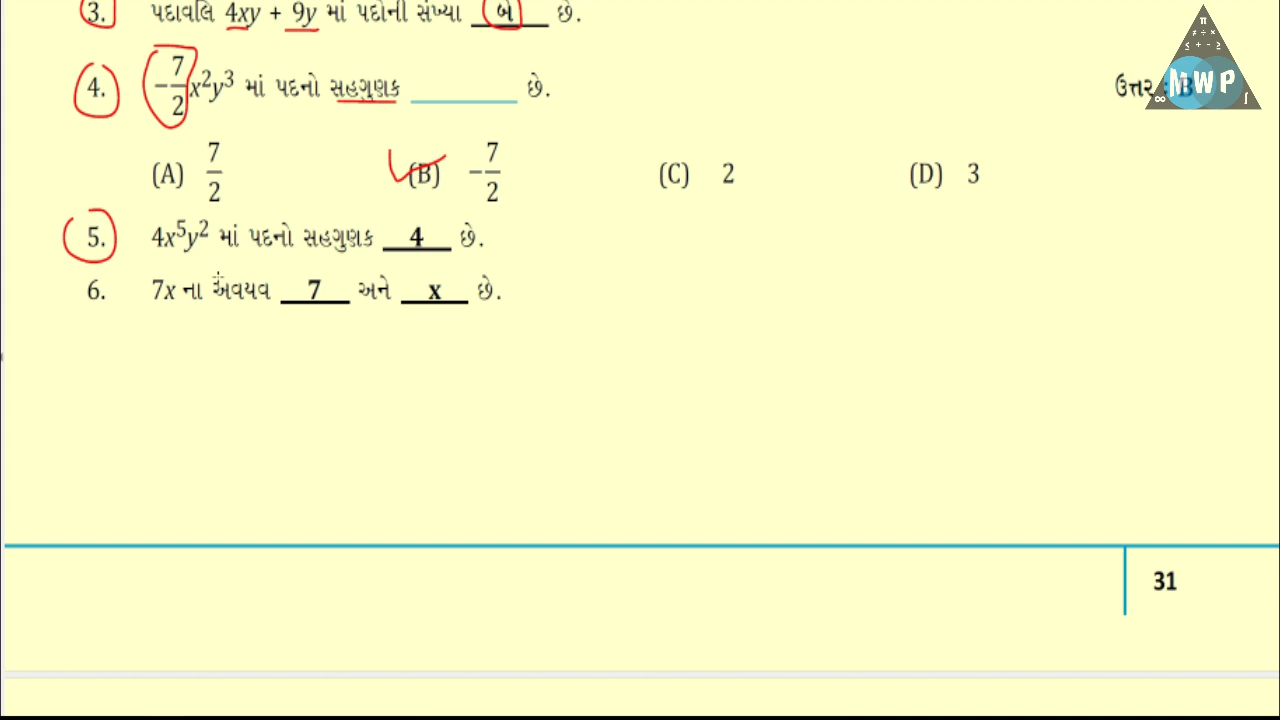 3. પદાવલિ 4xy + 9y માં પદોની સંખ્યા બે છે.
4. −7/2 x²y³ માં પદનો સહગુણક ______ છે. ઉત્તર : B
(A) 7/2 (B) −7/2 (C) 2 (D) 3
5. 4x⁵y² માં પદનો સહગુણક 4 છે.
6. 7x ના અવયવ 7 અને x છે.
31
MWP